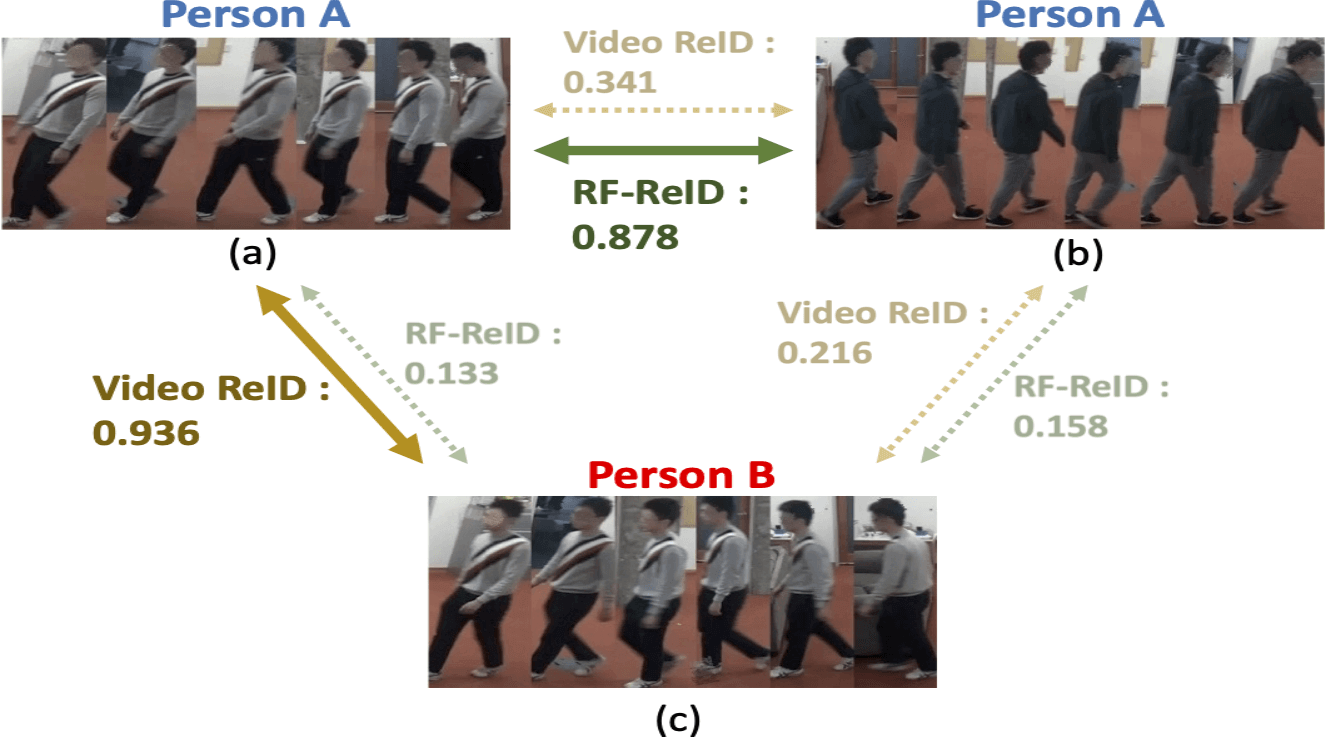 Person A
Person A
Video ReID :
0.341
RF-ReID :
0.878
(a)
(b)
RF-ReID :
0.133
Video ReID :
0.936
Video ReID :
0.216
RF-ReID :
0.158
Person B
(c)